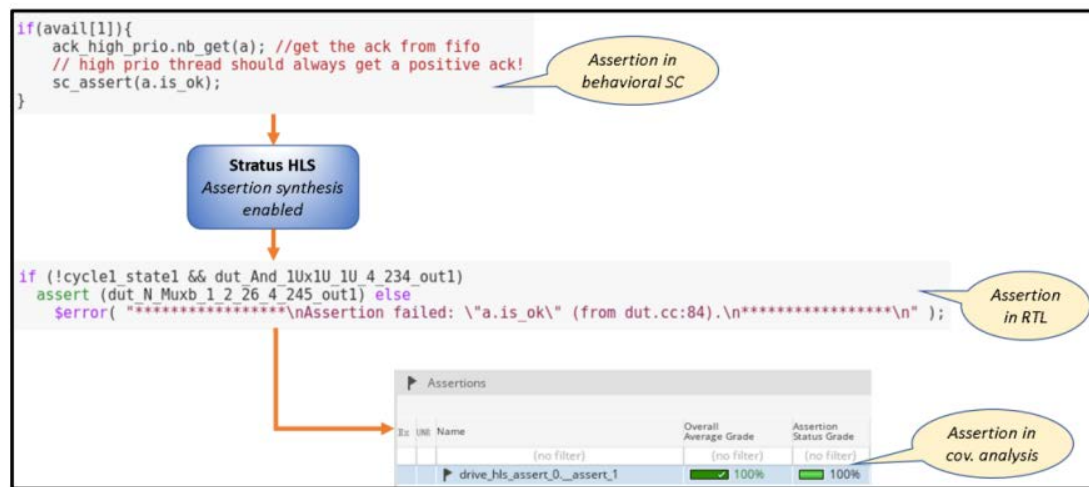 if(avail[1]){
ack_high_prio.nb_get(a); //get the ack from fifo
// high prio thread should always get a positive ack!
sc_assert(a.is_ok);
}
Assertion in
behavioral SC
Stratus HLS
Assertion synthesis
enabled
if (!cycle1_state1 && dut_And_1Ux1U_1U_4_234_out1)
assert (dut_N_Muxb_1_2_26_4_245_out1) else
$error( "*****************\nAssertion failed: \"a.is_ok\" (from dut.cc:84).\n*****************\n" );
Assertion
in RTL
Assertions
Ex UNR Name
Overall
Average Grade
Assertion
Status Grade
(no filter) (no filter) (no filter)
drive_hls_assert_0.__assert_1 100% 100%
Assertion in
cov. analysis